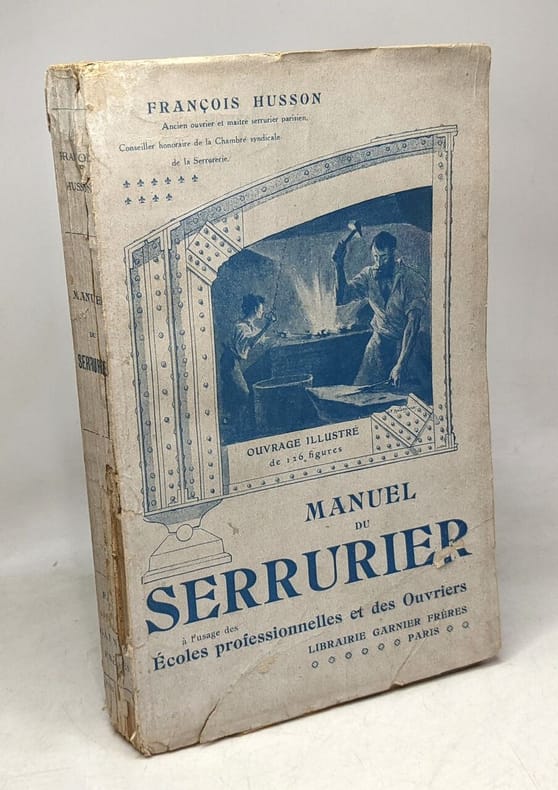 FRANÇOIS HUSSON
Ancien ouvrier et maître serrurier parisien,
Conseiller honoraire de la Chambre syndicale
de la Serrurerie.
OUVRAGE ILLUSTRÉ
de 126 figures
MANUEL
DU
SERRURIER
à l'usage des
Écoles professionnelles et des Ouvriers
LIBRAIRIE GARNIER FRÈRES
PARIS
HUSSON
MANUEL
DU